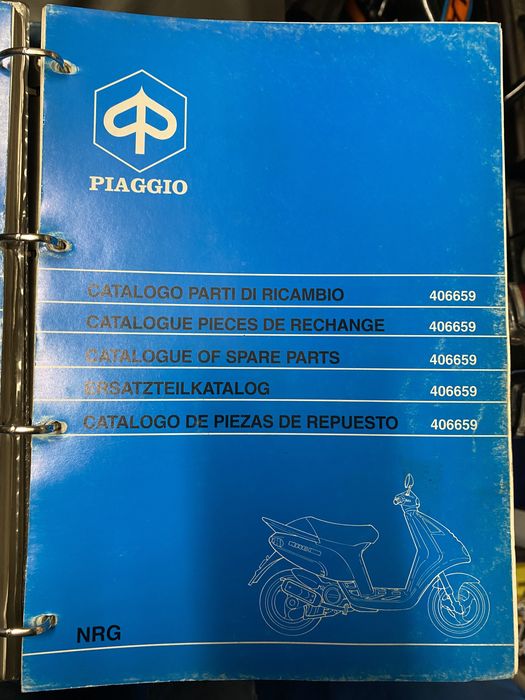 PIAGGIO
CATALOGO PARTI DI RICAMBIO 406659
CATALOGUE PIECES DE RECHANGE 406659
CATALOGUE OF SPARE PARTS 406659
ERSATZTEILKATALOG 406659
CATALOGO DE PIEZAS DE REPUESTO 406659
NRG